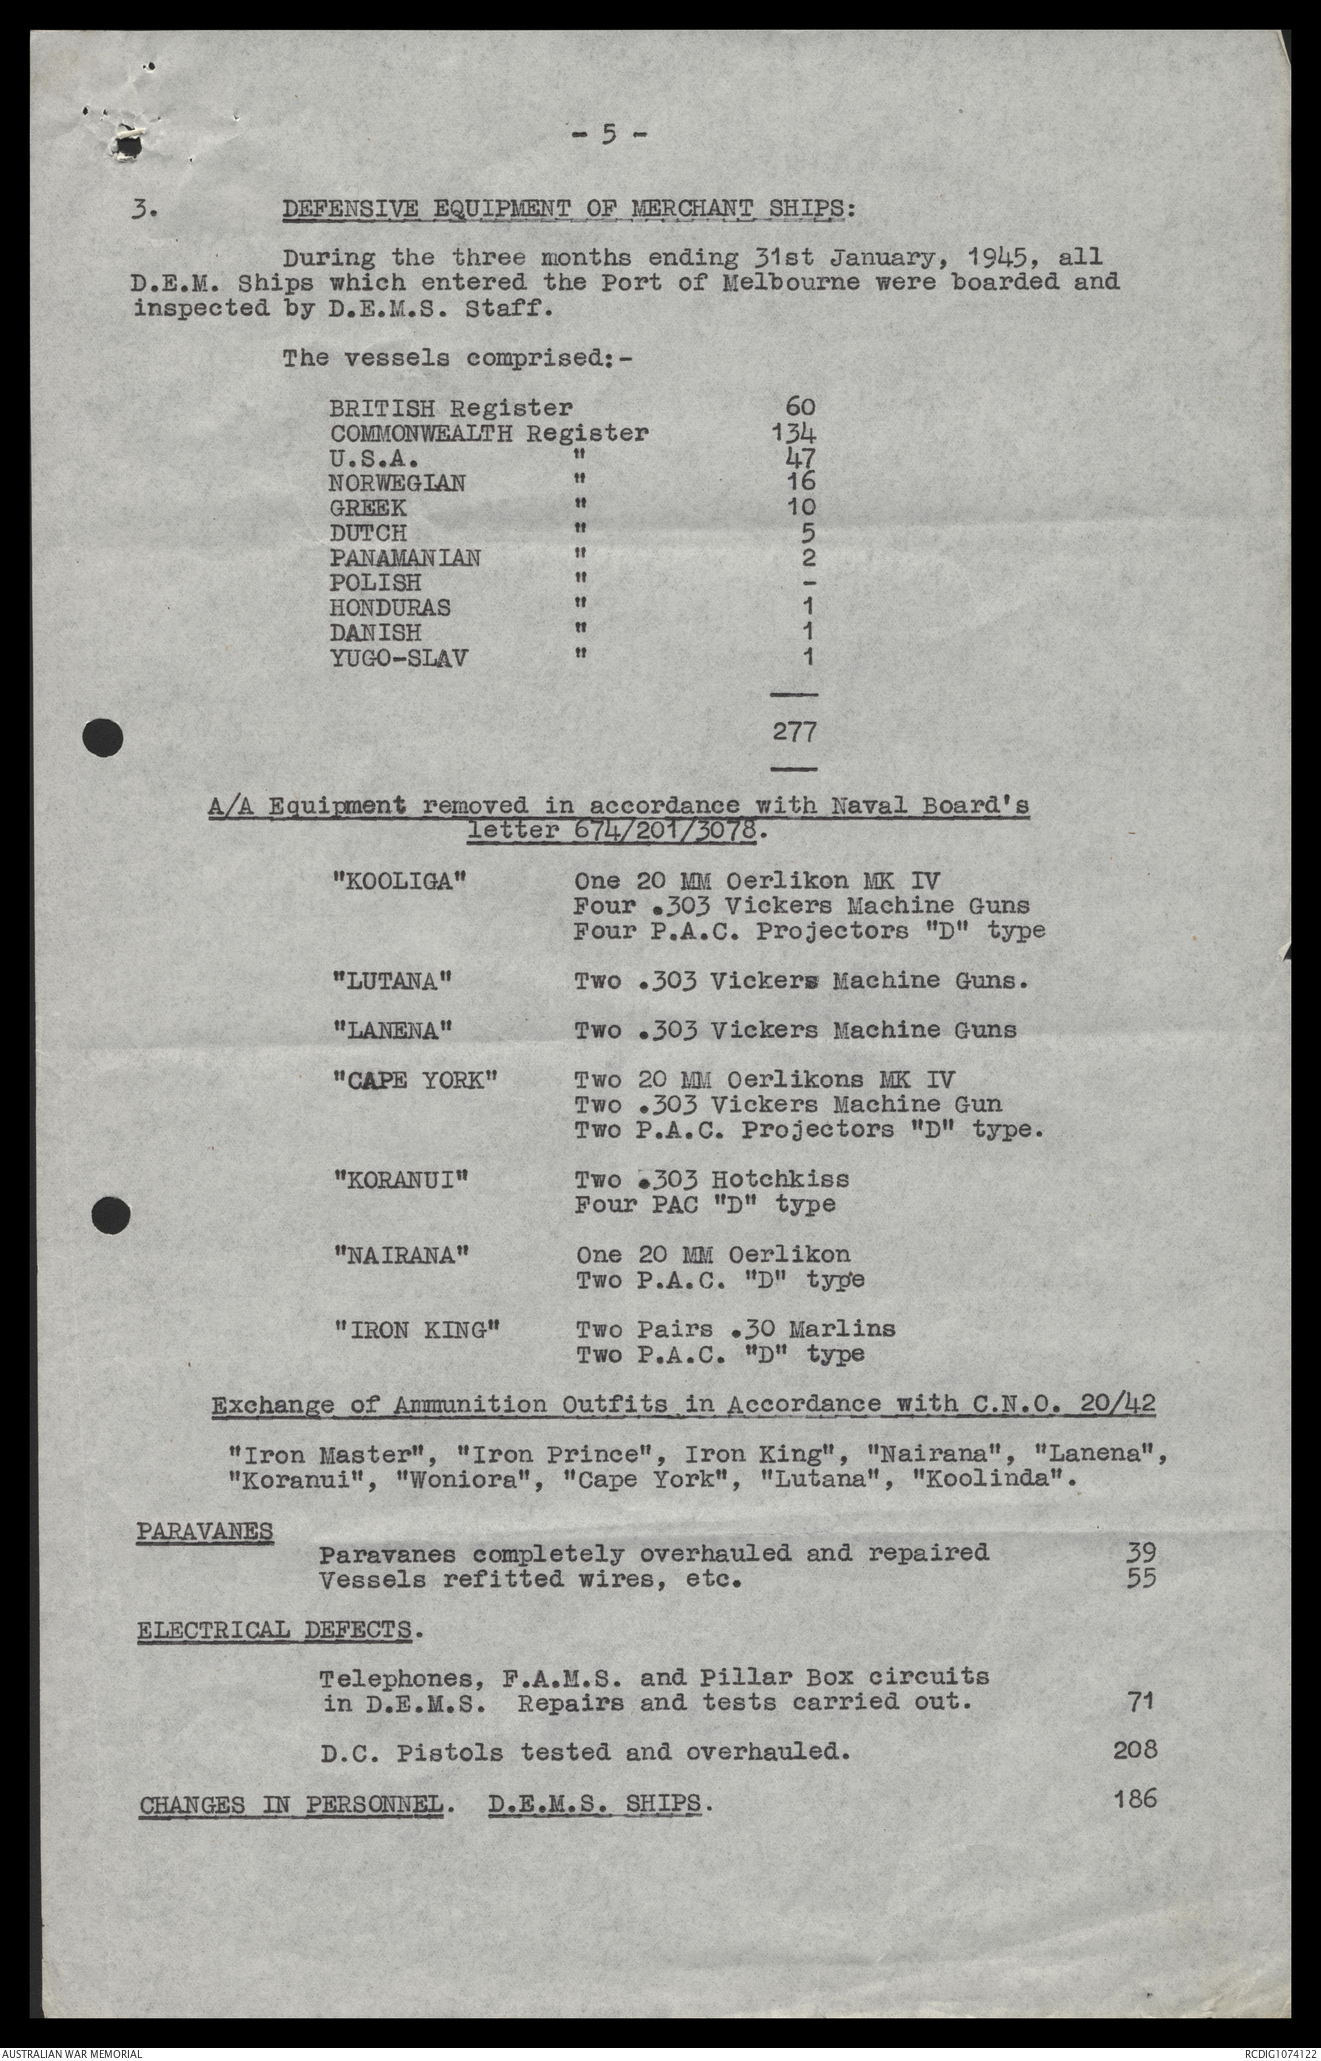 - 5 -
3. DEFENSIVE EQUIPMENT OF MERCHANT SHIPS:
During the three months ending 31st January, 1945, all
D.E.M. Ships which entered the Port of Melbourne were boarded and
inspected by D.E.M.S. Staff.
The vessels comprised:-
BRITISH Register 60
COMMONWEALTH Register 134
U.S.A. " 47
NORWEGIAN " 16
GREEK " 10
DUTCH " 5
PANAMANIAN " 2
POLISH " -
HONDURAS " 1
DANISH " 1
YUGO-SLAV " 1
277
A/A Equipment removed in accordance with Naval Board's
letter 674/201/3078.
"KOOLIGA" One 20 MM Oerlikon MK IV
Four .303 Vickers Machine Guns
Four P.A.C. Projectors "D" type
"LUTANA" Two .303 Vickers Machine Guns.
"LANENA" Two .303 Vickers Machine Guns
"CAPE YORK" Two 20 MM Oerlikons MK IV
Two .303 Vickers Machine Gun
Two P.A.C. Projectors "D" type.
"KORANUI" Two .303 Hotchkiss
Four PAC "D" type
"NAIRANA" One 20 MM Oerlikon
Two P.A.C. "D" type
"IRON KING" Two Pairs .30 Marlins
Two P.A.C. "D" type
Exchange of Ammunition Outfits in Accordance with C.N.O. 20/42
"Iron Master", "Iron Prince", Iron King", "Nairana", "Lanena",
"Koranui", "Woniora", "Cape York", "Lutana", "Koolinda".
PARAVANES
Paravanes completely overhauled and repaired 39
Vessels refitted wires, etc. 55
ELECTRICAL DEFECTS.
Telephones, F.A.M.S. and Pillar Box circuits
in D.E.M.S. Repairs and tests carried out. 71
D.C. Pistols tested and overhauled. 208
CHANGES IN PERSONNEL. D.E.M.S. SHIPS. 186
AUSTRALIAN WAR MEMORIAL RCDIG1074122